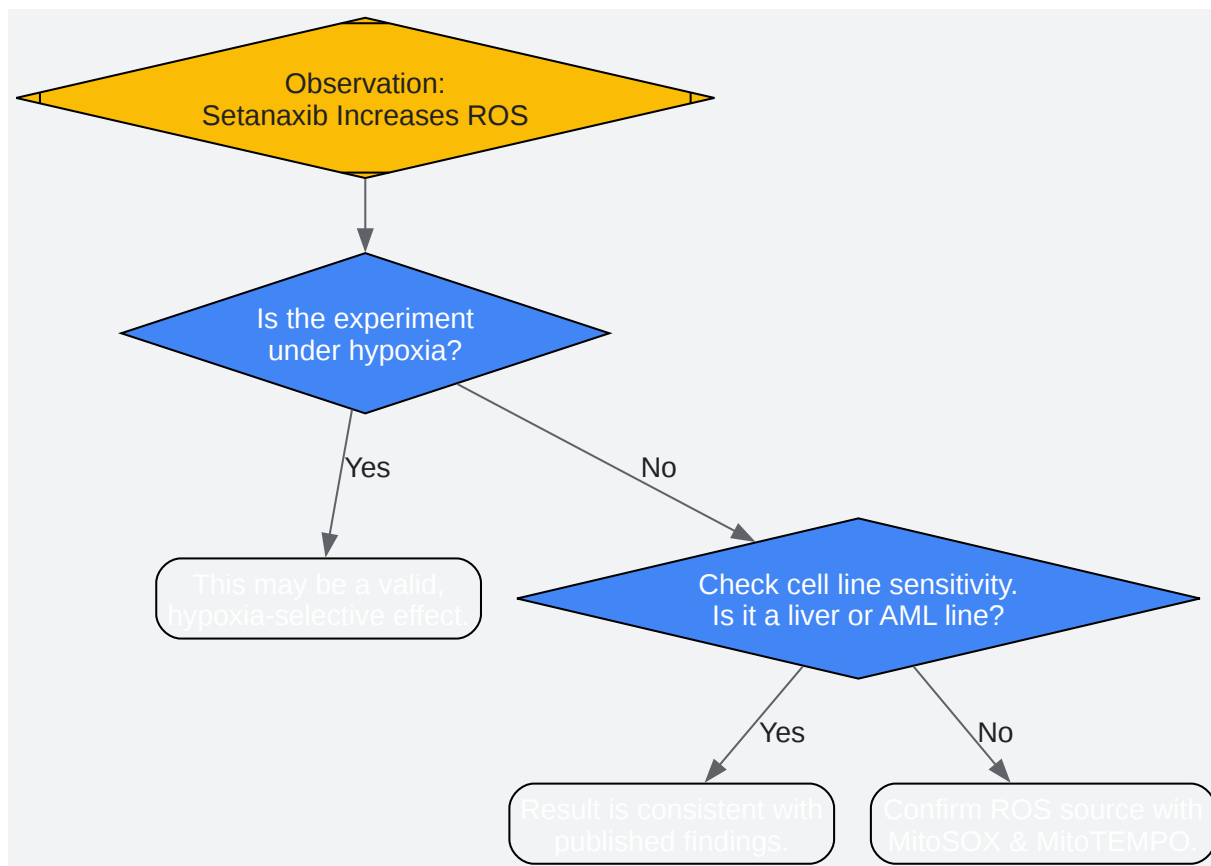 Observation:
Setanaxib Increases ROS
Is the experiment
under hypoxia?
Yes
No
This may be a valid,
hypoxia-selective effect.
Check cell line sensitivity.
Is it a liver or AML line?
Yes
No
Result is consistent with
published findings.
Confirm ROS source with
MitoSOX & MitoTEMPO.